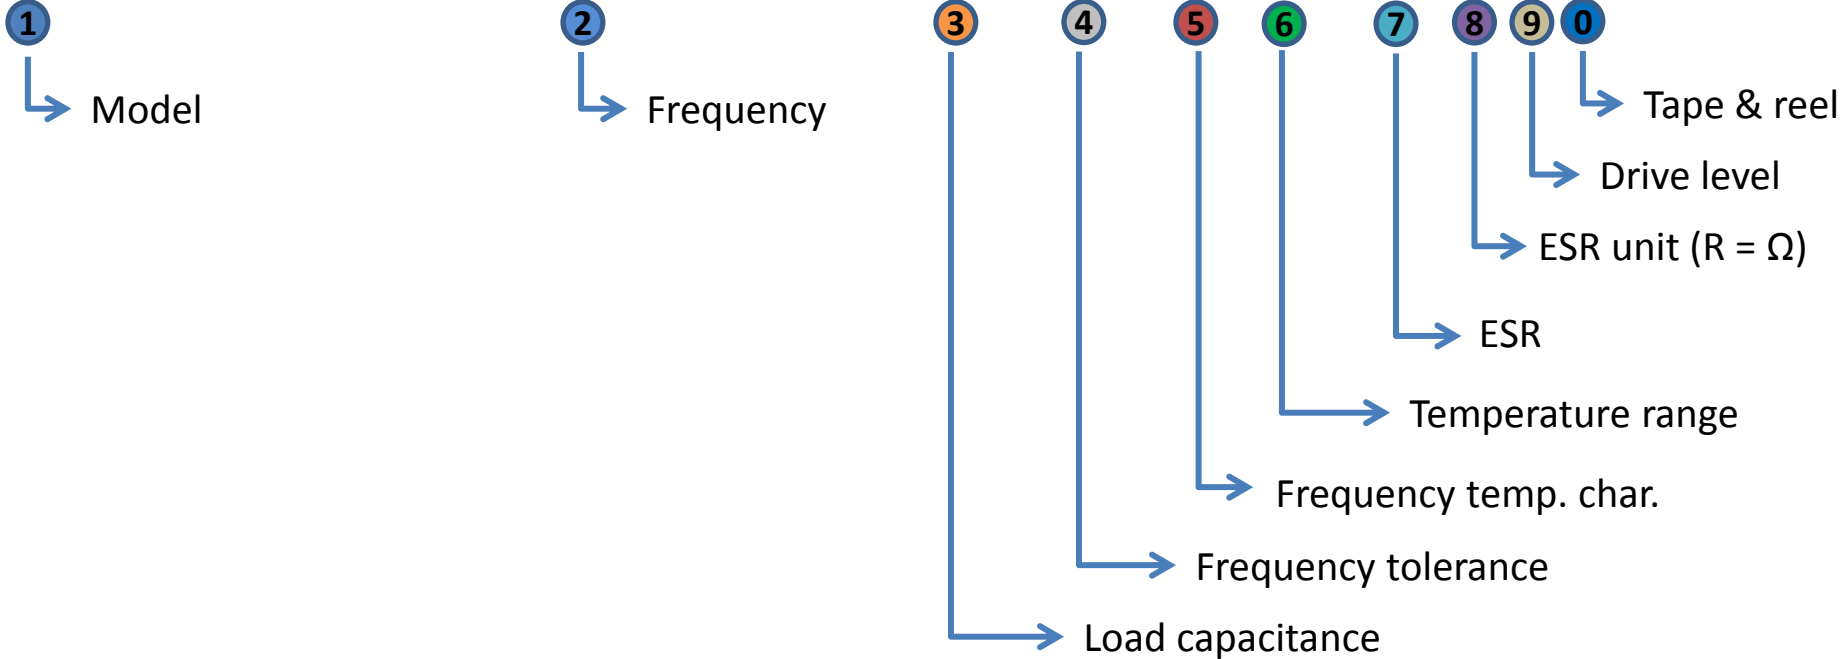 1 2 3 4 5 6 7 8 9 0
Model Frequency Tape & reel
Drive level
ESR unit (R = Ω)
ESR
Temperature range
Frequency temp. char.
Frequency tolerance
Load capacitance